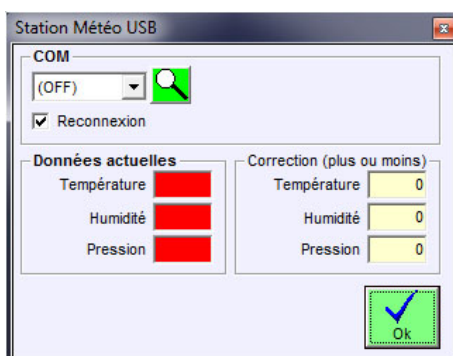 Station Météo USB
COM
(OFF)
Reconnexion
Données actuelles
Température
Humidité
Pression
Correction (plus ou moins)
Température 0
Humidité 0
Pression 0
Ok